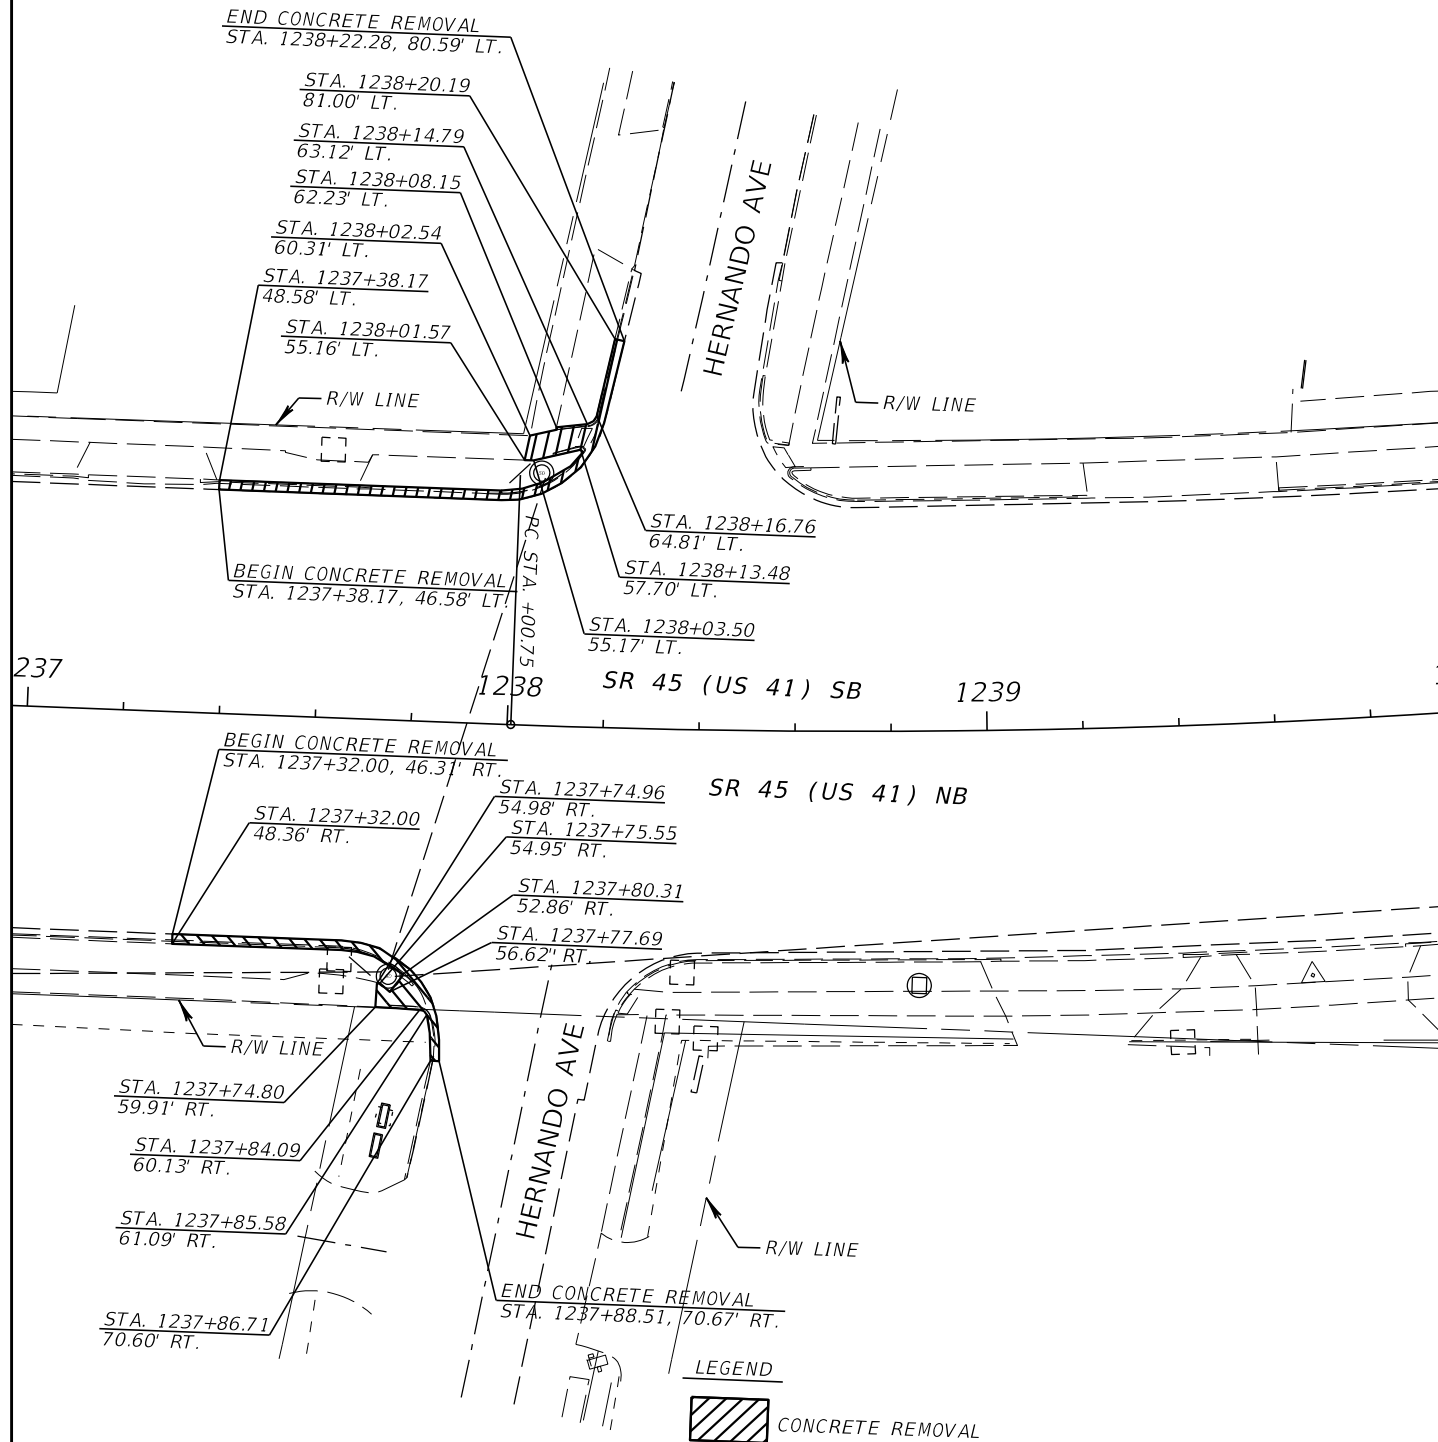 END CONCRETE REMOVAL
STA. 1238+22.28, 80.59' LT.
STA. 1238+20.19
81.00' LT.
STA. 1238+14.79
63.12' LT.
STA. 1238+08.15
62.23' LT.
STA. 1238+02.54
60.31' LT.
STA. 1237+38.17
48.58' LT.
STA. 1238+01.57
55.16' LT.
HERNANDO AVE
R/W LINE
R/W LINE
STA. 1238+16.76
64.81' LT.
STA. 1238+13.48
57.70' LT.
STA. 1238+03.50
55.17' LT.
BEGIN CONCRETE REMOVAL
STA. 1237+38.17, 46.58' LT.
PC STA. +00.75
237
1238
SR 45 (US 41) SB
1239
BEGIN CONCRETE REMOVAL
STA. 1237+32.00, 46.31' RT.
SR 45 (US 41) NB
STA. 1237+32.00
48.36' RT.
STA. 1237+74.96
54.98' RT.
STA. 1237+75.55
54.95' RT.
STA. 1237+80.31
52.86' RT.
STA. 1237+77.69
56.62' RT.
R/W LINE
HERNANDO AVE
STA. 1237+74.80
59.91' RT.
STA. 1237+84.09
60.13' RT.
STA. 1237+85.58
61.09' RT.
R/W LINE
STA. 1237+86.71
70.60' RT.
END CONCRETE REMOVAL
STA. 1237+88.51, 70.67' RT.
LEGEND
CONCRETE REMOVAL